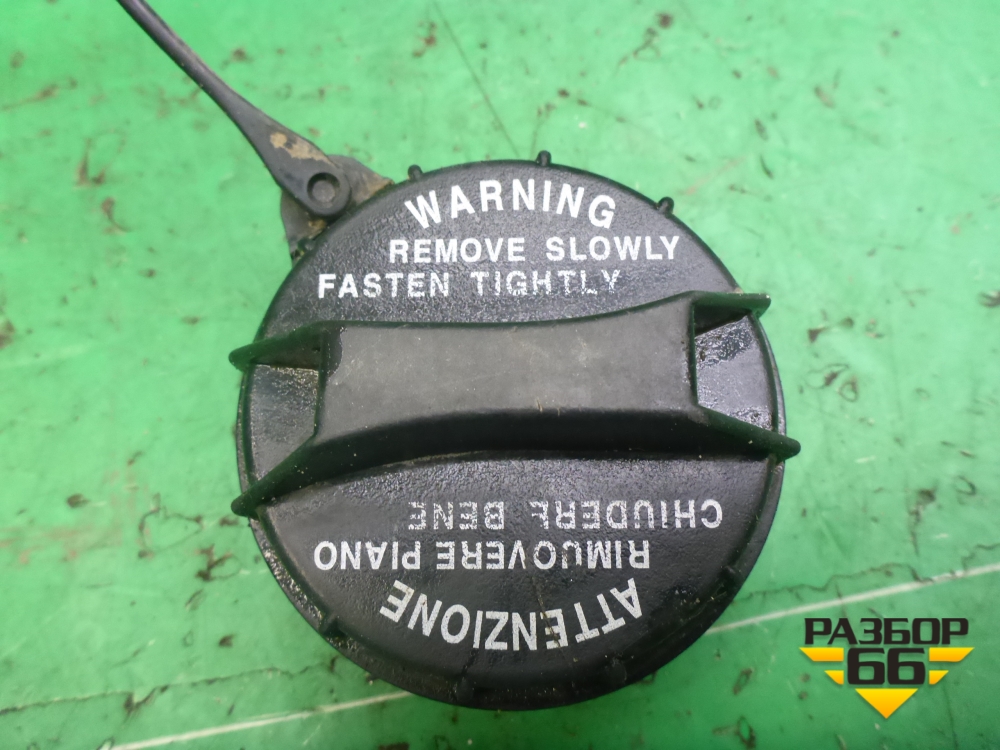 WARNING
REMOVE SLOWLY
FASTEN TIGHTLY
ATTENZIONE
RIMUOVERE PIANO
CHIUDERE BENE
РАЗБОР
66